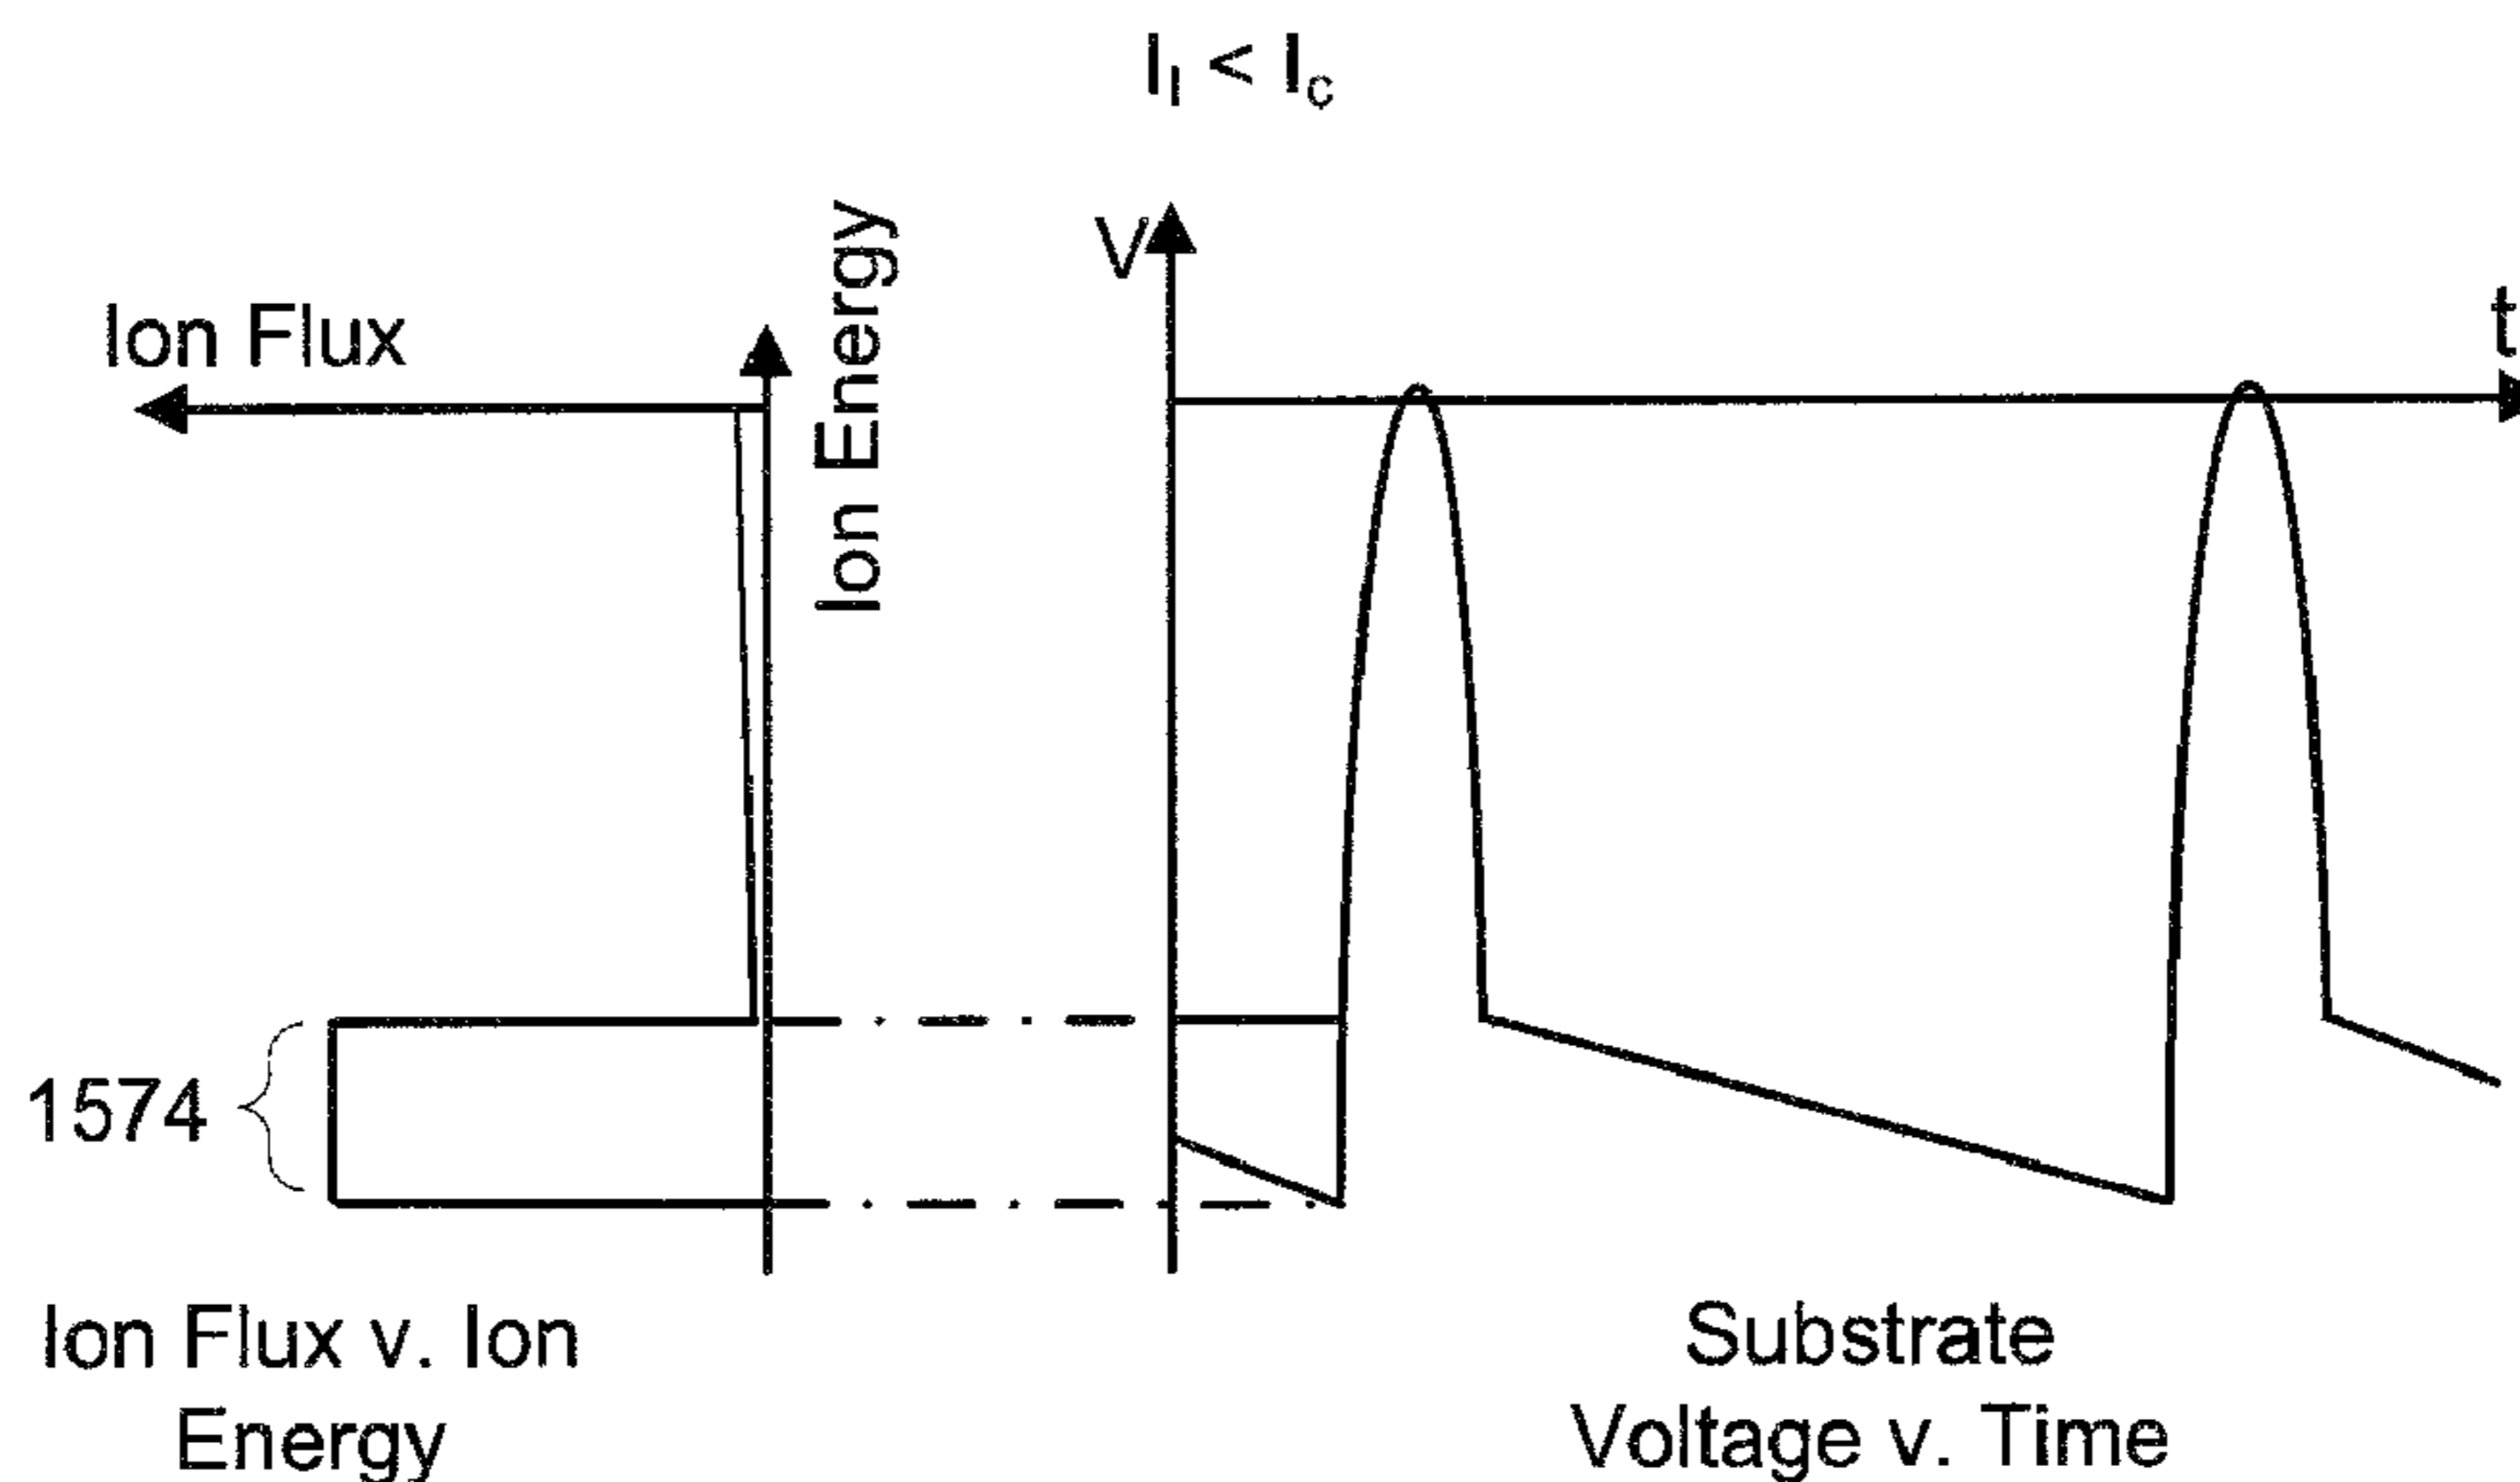 I_I < I_c
Ion Flux
Ion Energy
V
t
1574
Ion Flux v. Ion
Energy
Substrate
Voltage v. Time